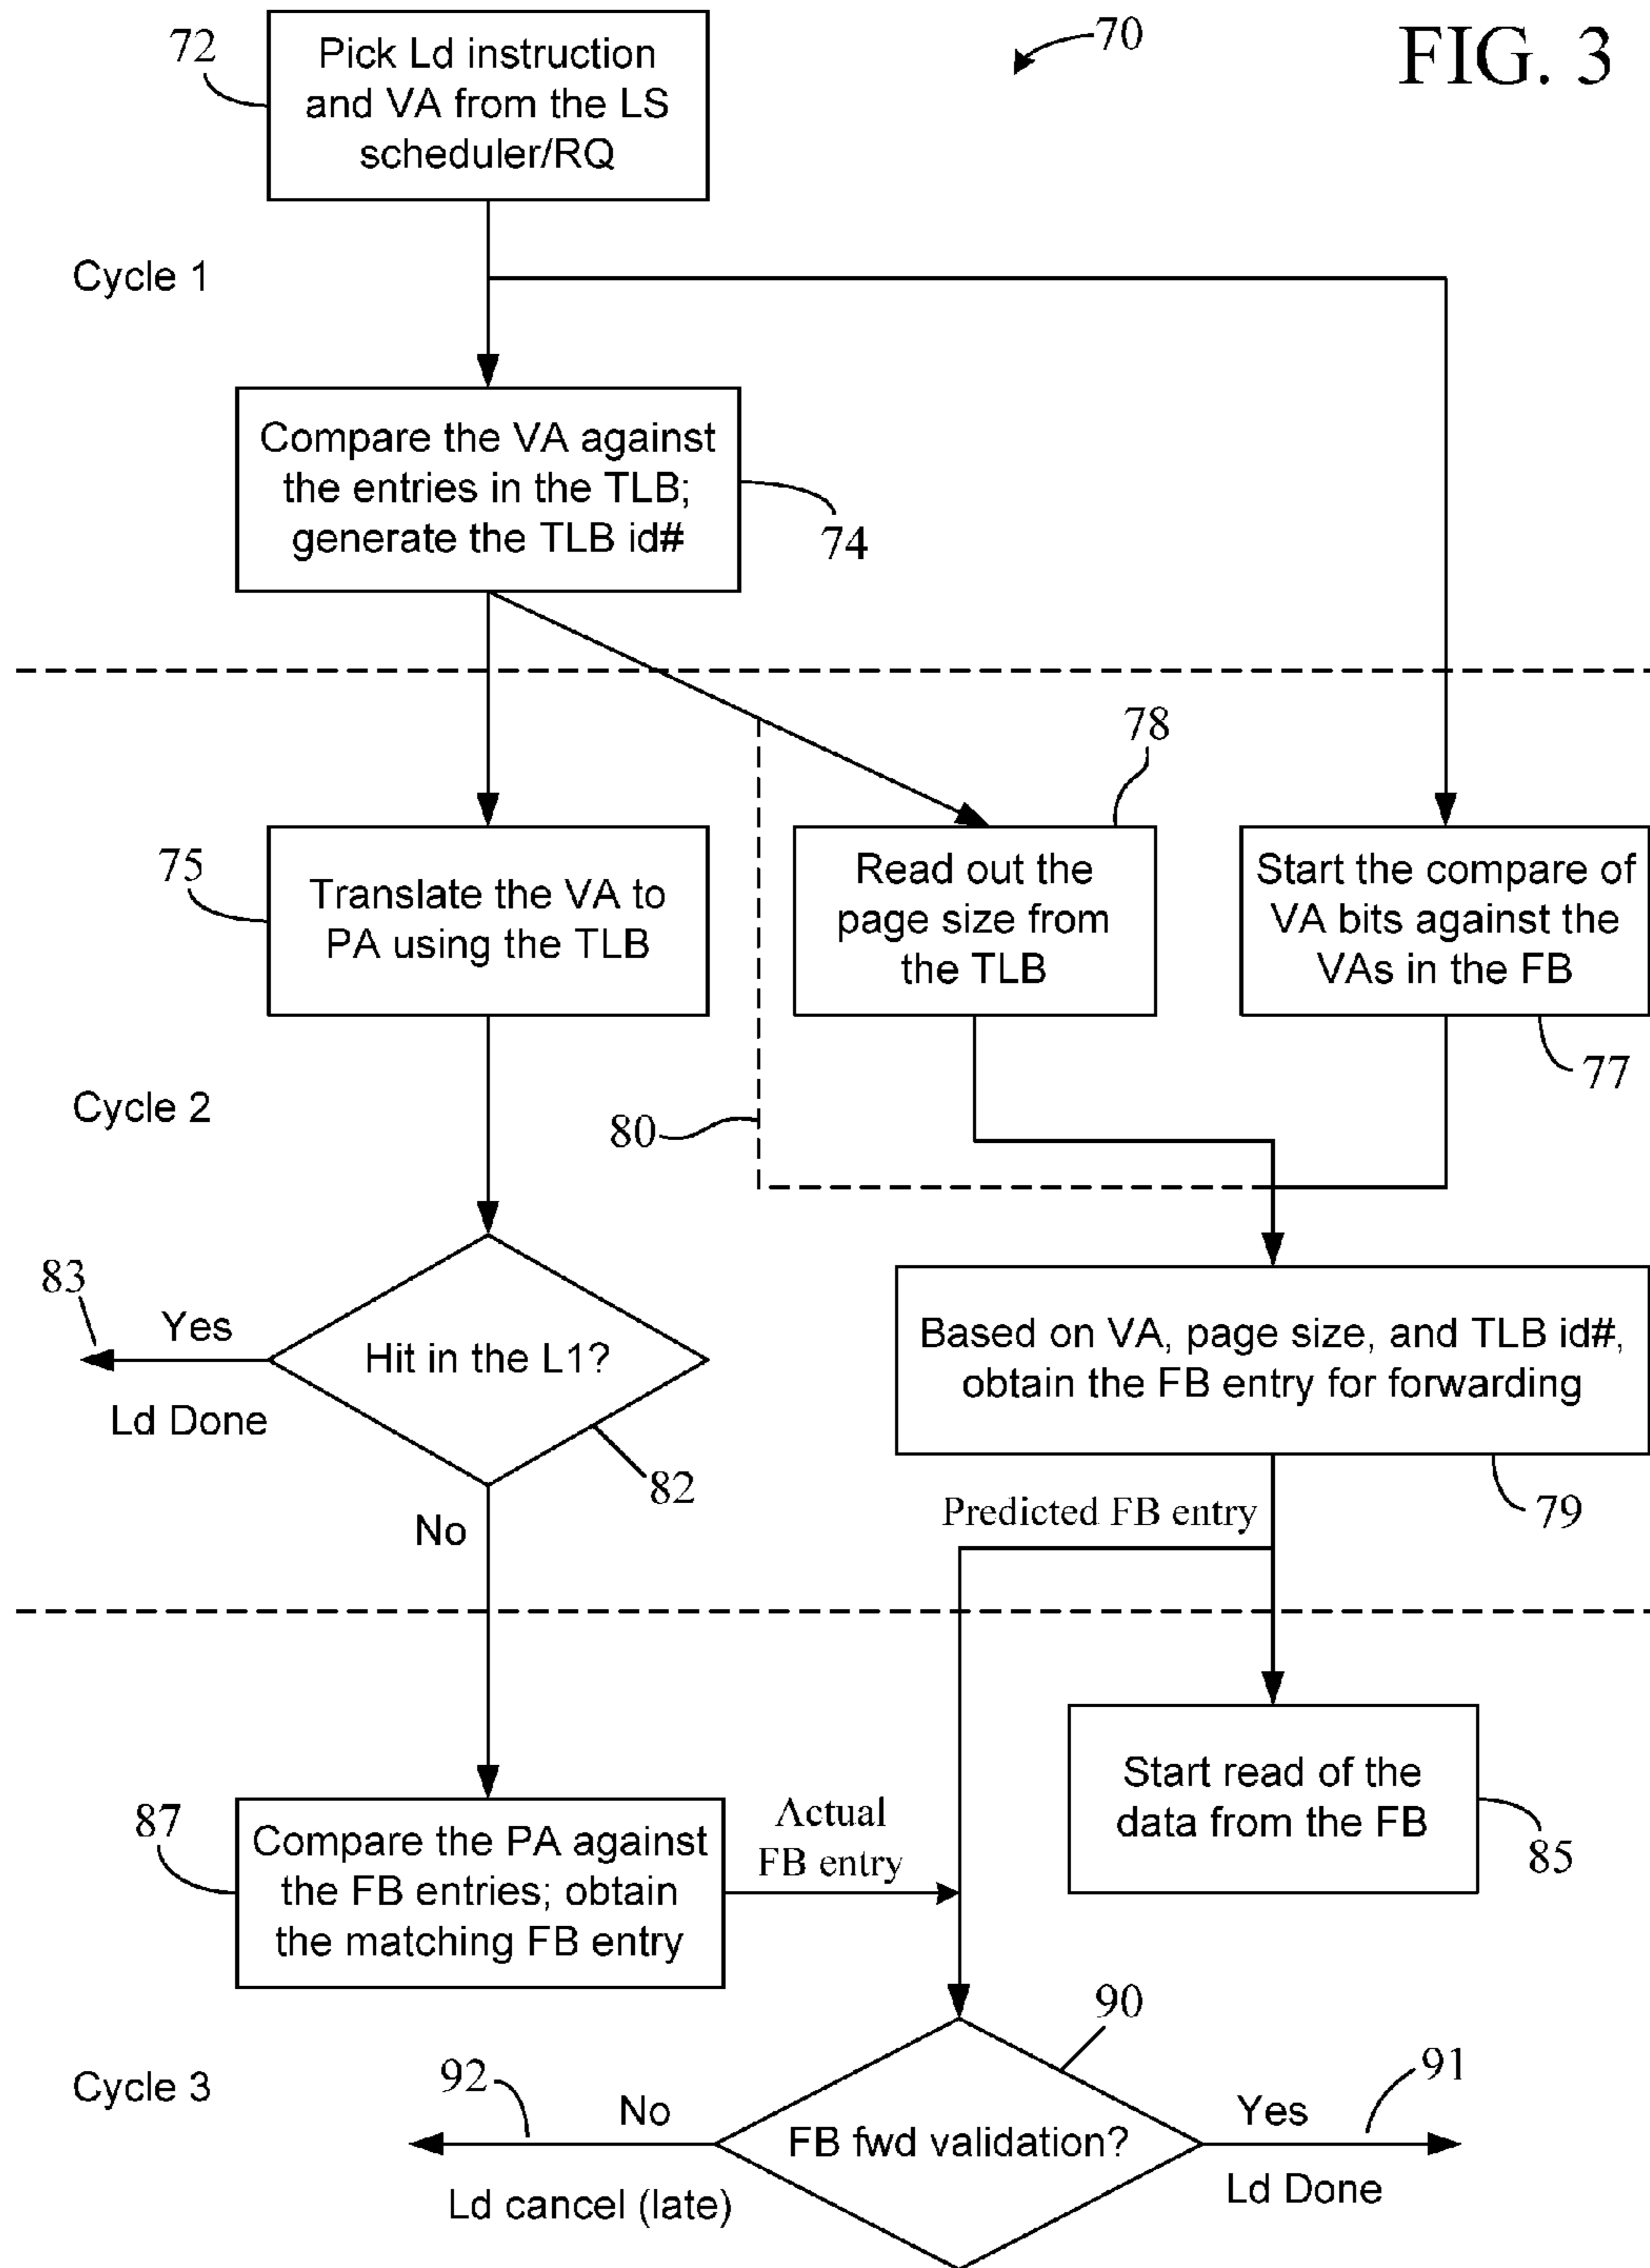 FIG. 3
70
72
Pick Ld instruction
and VA from the LS
scheduler/RQ
Cycle 1
Compare the VA against
the entries in the TLB;
generate the TLB id#
74
78
75
Translate the VA to
PA using the TLB
Read out the
page size from
the TLB
Start the compare of
VA bits against the
VAs in the FB
77
Cycle 2
80
83
Yes
Hit in the L1?
Ld Done
82
No
Based on VA, page size, and TLB id#,
obtain the FB entry for forwarding
79
Predicted FB entry
Start read of the
data from the FB
85
87
Compare the PA against
the FB entries; obtain
the matching FB entry
Actual
FB entry
90
Cycle 3
92
No
FB fwd validation?
Yes
91
Ld cancel (late)
Ld Done